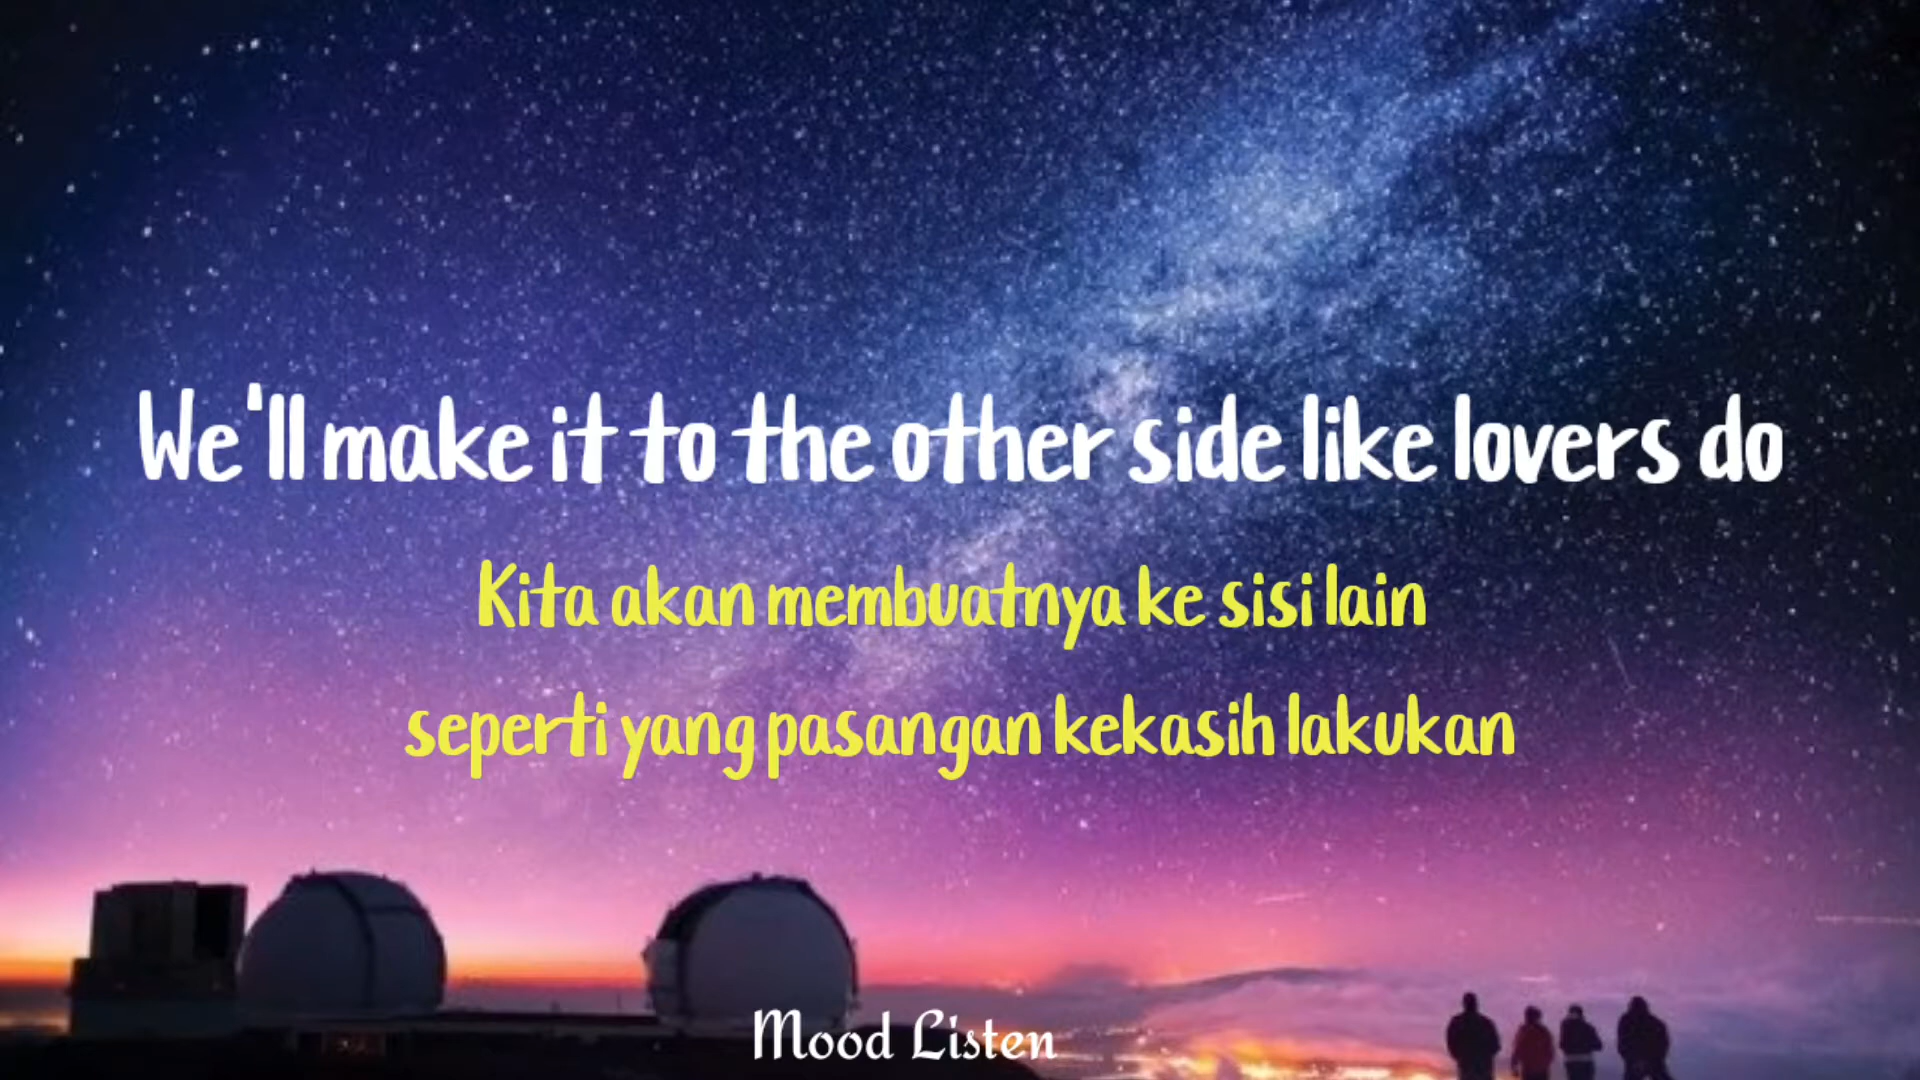 We'll make it to the other side like lovers do
Kita akan membuatnya ke sisi lain
seperti yang pasangan kekasih lakukan
Mood Listen